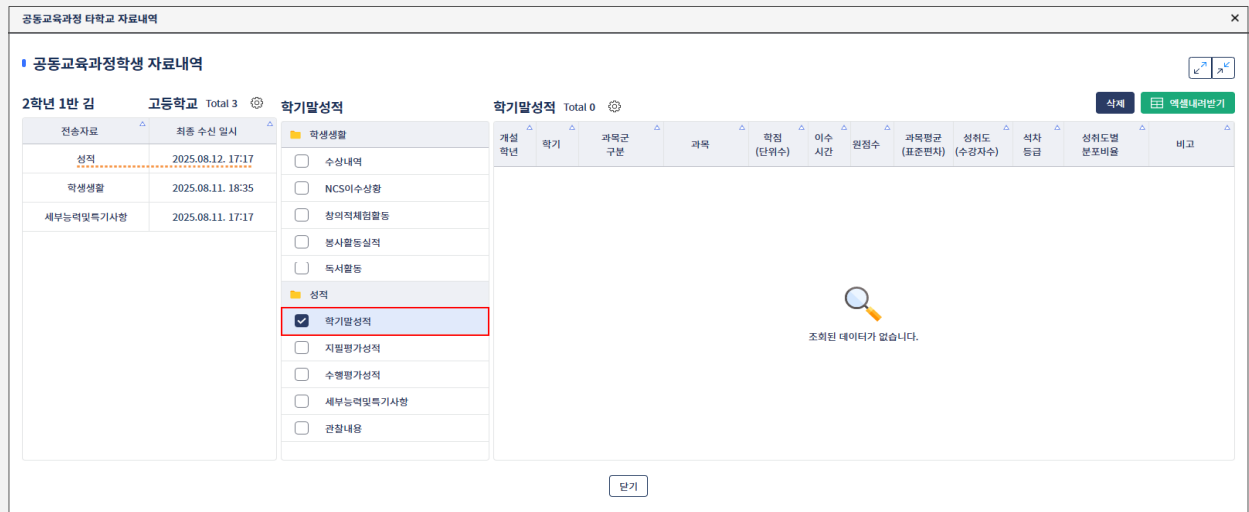 공동교육과정 타학교 자료내역
공동교육과정학생 자료내역
2학년 1반 김 고등학교 Total 3
전송자료 최종 수신 일시
성적 2025.08.12. 17:17
학생생활 2025.08.11. 18:35
세부능력및특기사항 2025.08.11. 17:17
학기말성적
학생생활
수상내역
NCS이수상황
창의적체험활동
봉사활동실적
독서활동
성적
학기말성적
지필평가성적
수행평가성적
세부능력및특기사항
관찰내용
학기말성적 Total 0
삭제 엑셀내려받기
개설 학년 학기 과목군 구분 과목 학점 (단위수) 이수 시간 원점수 과목평균 (표준편차) 성취도 (수강자수) 석차 등급 성취도별 분포비율 비고
조회된 데이터가 없습니다.
닫기